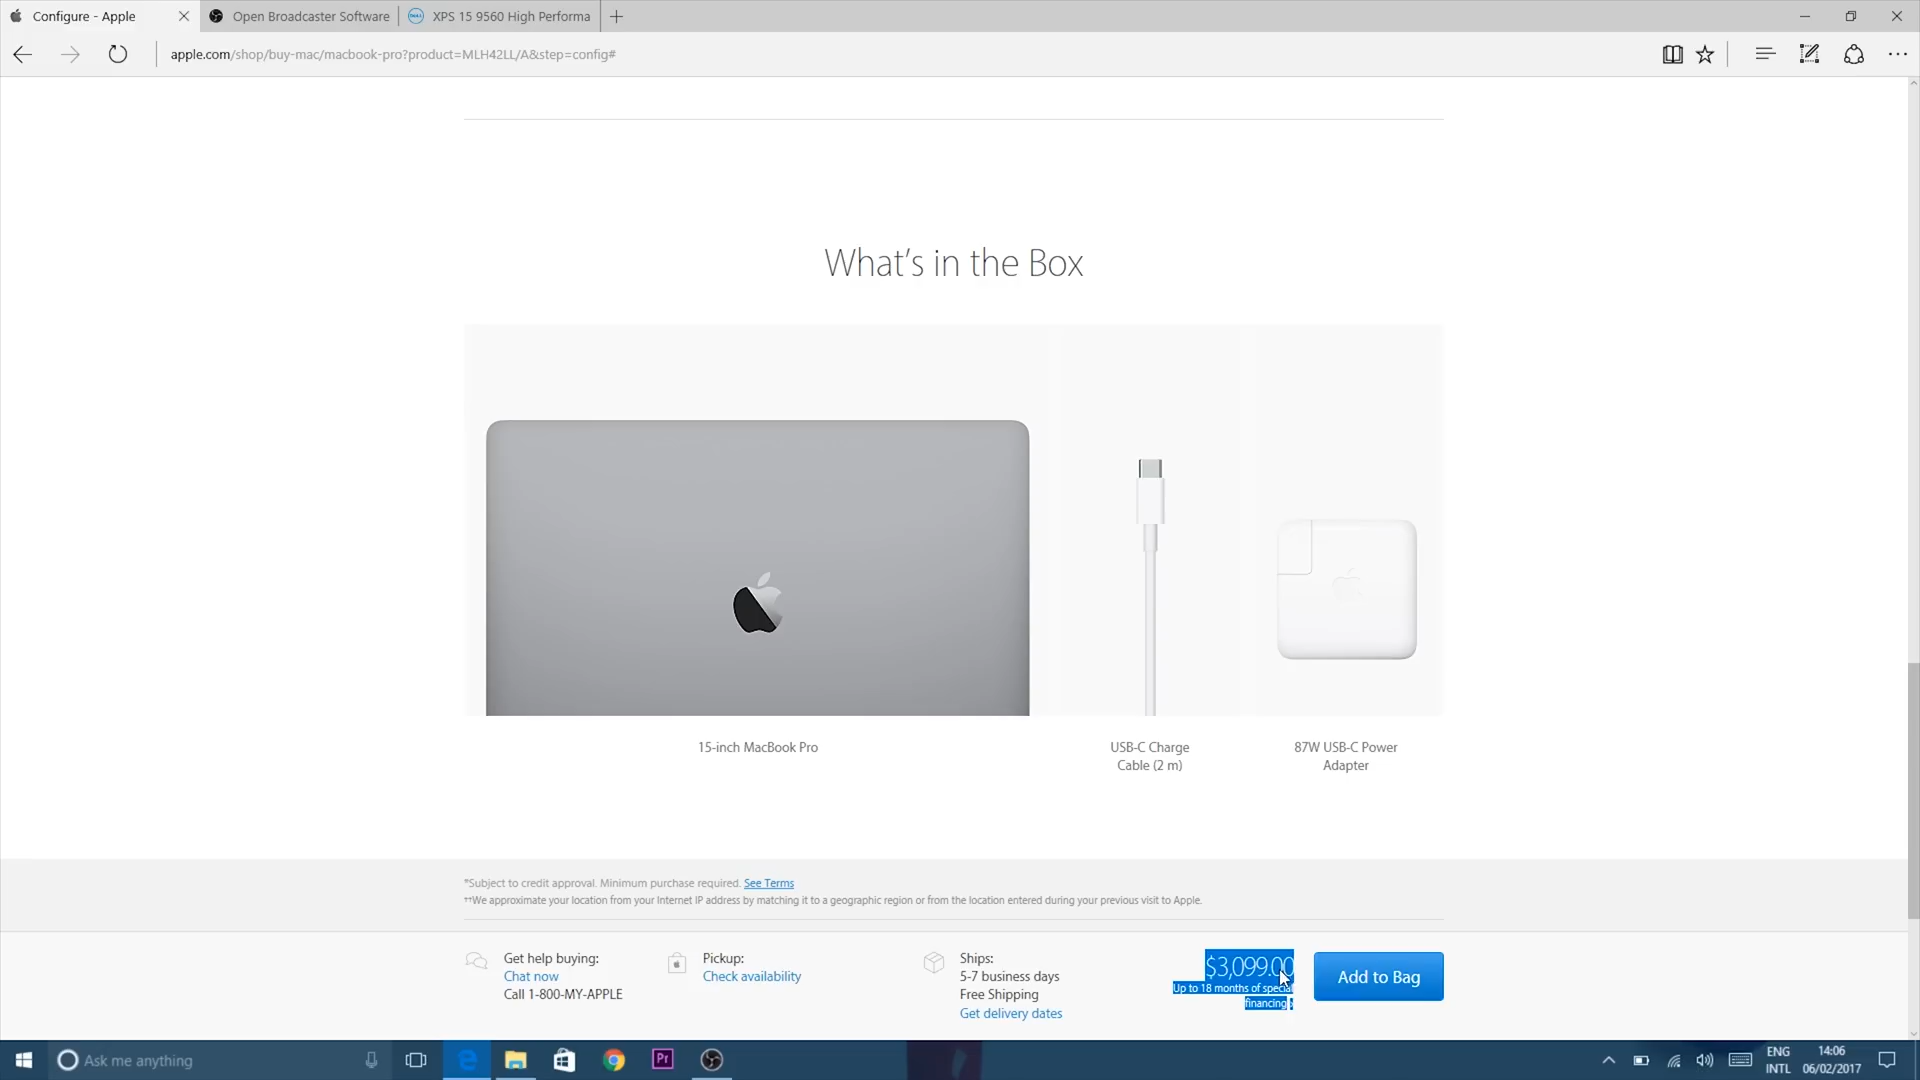 Configure - Apple
Open Broadcaster Software
XPS 15 9560 High Performa
apple.com/shop/buy-mac/macbook-pro?product=MLH42LL/A&step=config#
What's in the Box
15-inch MacBook Pro
USB-C Charge
Cable (2 m)
87W USB-C Power
Adapter
*Subject to credit approval. Minimum purchase required. See Terms
††We approximate your location from your Internet IP address by matching it to a geographic region or from the location entered during your previous visit to Apple.
Get help buying:
Chat now
Call 1-800-MY-APPLE
Pickup:
Check availability
Ships:
5-7 business days
Free Shipping
Get delivery dates
$3,099.00
Up to 18 months of special
financing
Add to Bag
Ask me anything
Pr
ENG
INTL
14:06
06/02/2017